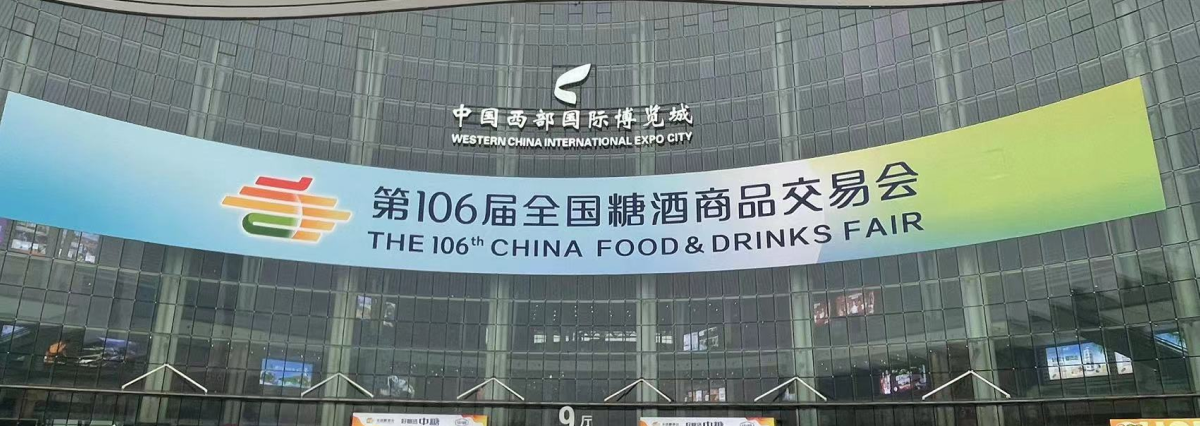 中国西部国际博览城
WESTERN CHINA INTERNATIONAL EXPO CITY
第106届全国糖酒商品交易会
THE 106th CHINA FOOD & DRINKS FAIR
9厅